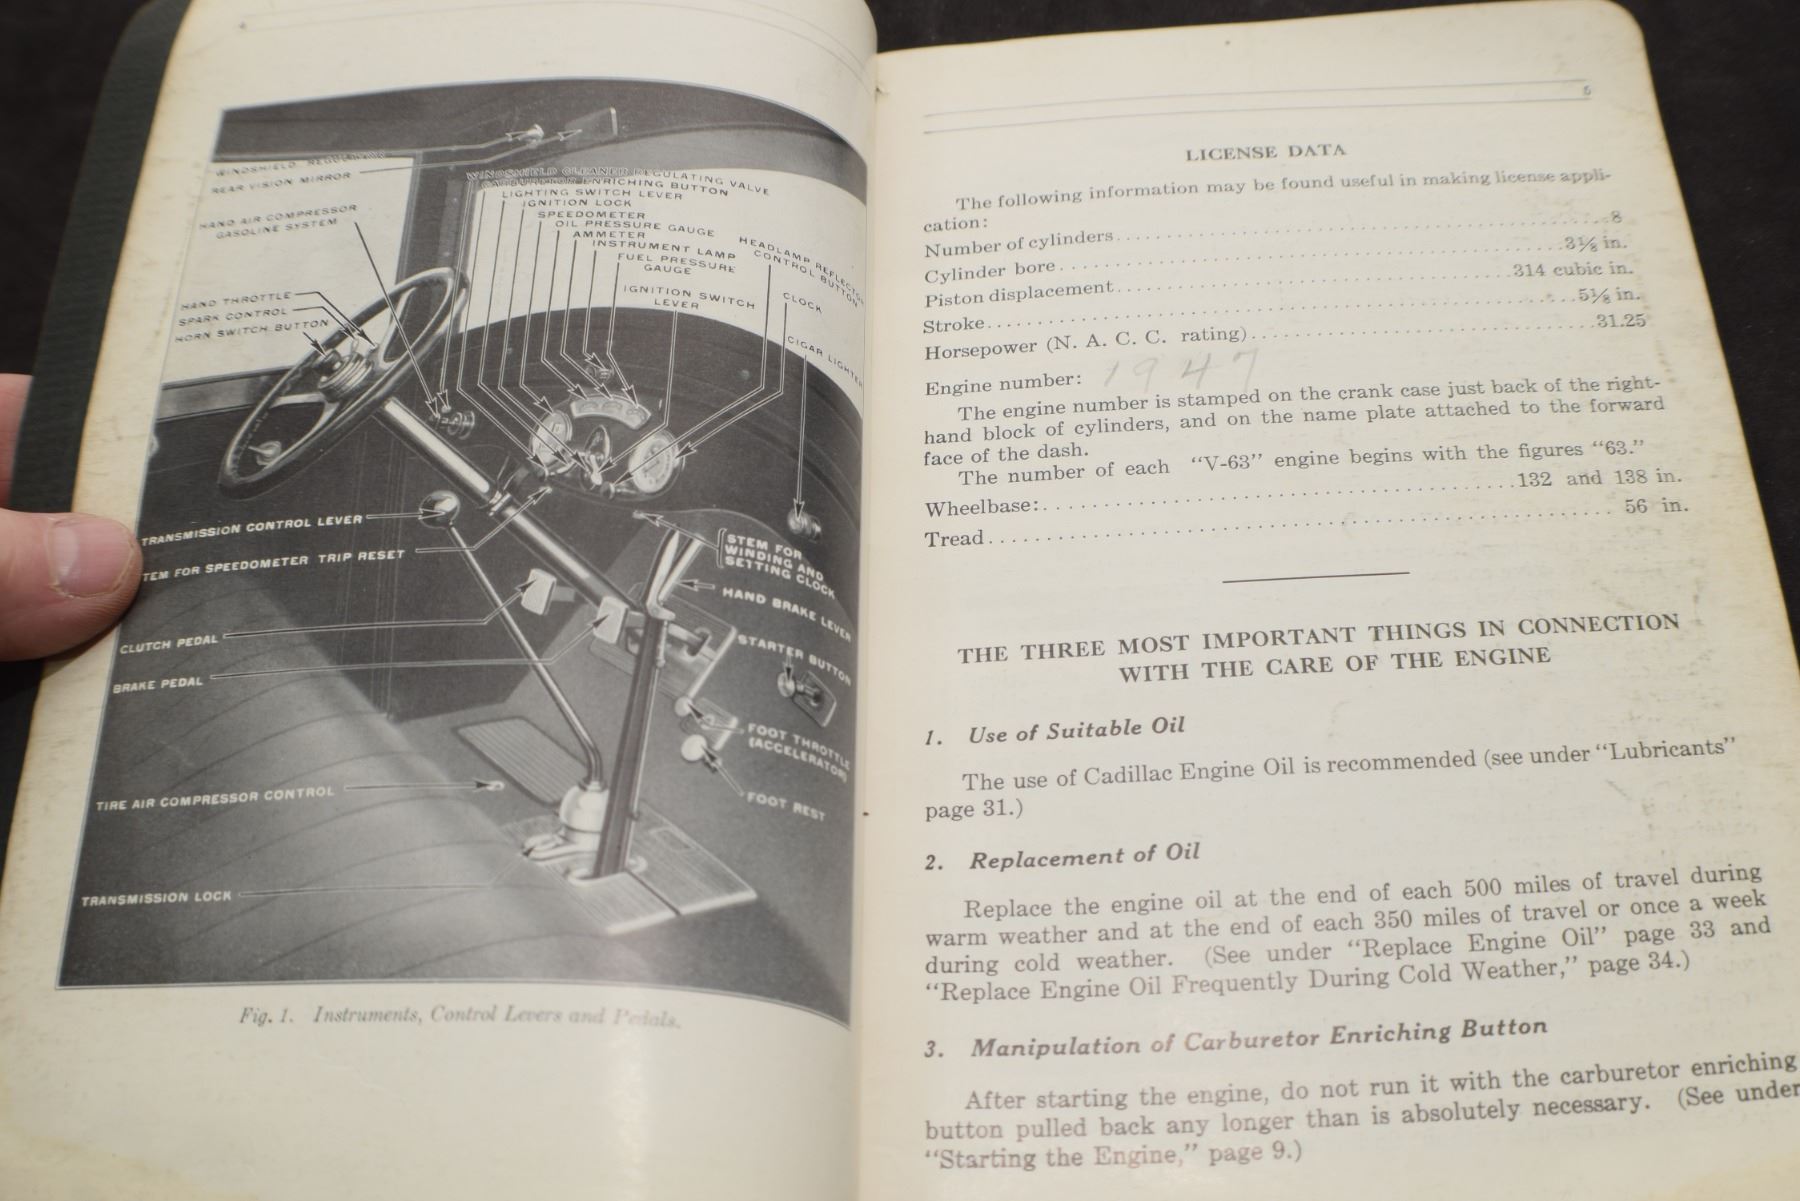 4
WINDSHIELD REGULATING
REAR VISION MIRROR
HAND AIR COMPRESSOR
GASOLINE SYSTEM
HAND THROTTLE
SPARK CONTROL
HORN SWITCH BUTTON
WINDSHIELD CLEANER REGULATING VALVE
CARBURETOR ENRICHING BUTTON
LIGHTING SWITCH LEVER
IGNITION LOCK
SPEEDOMETER
OIL PRESSURE GAUGE
AMMETER
INSTRUMENT LAMP
FUEL PRESSURE
GAUGE
IGNITION SWITCH
LEVER
HEADLAMP REFLECTOR
CONTROL BUTTON
CLOCK
CIGAR LIGHTER
TRANSMISSION CONTROL LEVER
TEM FOR SPEEDOMETER TRIP RESET
CLUTCH PEDAL
BRAKE PEDAL
TIRE AIR COMPRESSOR CONTROL
TRANSMISSION LOCK
STEM FOR
WINDING AND
SETTING CLOCK
HAND BRAKE LEVER
STARTER BUTTON
FOOT THROTTLE
(ACCELERATOR)
FOOT REST
Fig. 1. Instruments, Control Levers and Pedals.
5
LICENSE DATA
The following information may be found useful in making license appli-
cation:
Number of cylinders........8
Cylinder bore........3⅛ in.
Piston displacement........314 cubic in.
Stroke........5⅛ in.
Horsepower (N. A. C. C. rating)........31.25
Engine number: 1947
The engine number is stamped on the crank case just back of the right-
hand block of cylinders, and on the name plate attached to the forward
face of the dash.
The number of each "V-63" engine begins with the figures "63."
Wheelbase:........132 and 138 in.
Tread........56 in.
THE THREE MOST IMPORTANT THINGS IN CONNECTION
WITH THE CARE OF THE ENGINE
1. Use of Suitable Oil
The use of Cadillac Engine Oil is recommended (see under "Lubricants"
page 31.)
2. Replacement of Oil
Replace the engine oil at the end of each 500 miles of travel during
warm weather and at the end of each 350 miles of travel or once a week
during cold weather. (See under "Replace Engine Oil" page 33 and
"Replace Engine Oil Frequently During Cold Weather," page 34.)
3. Manipulation of Carburetor Enriching Button
After starting the engine, do not run it with the carburetor enriching
button pulled back any longer than is absolutely necessary. (See under
"Starting the Engine," page 9.)